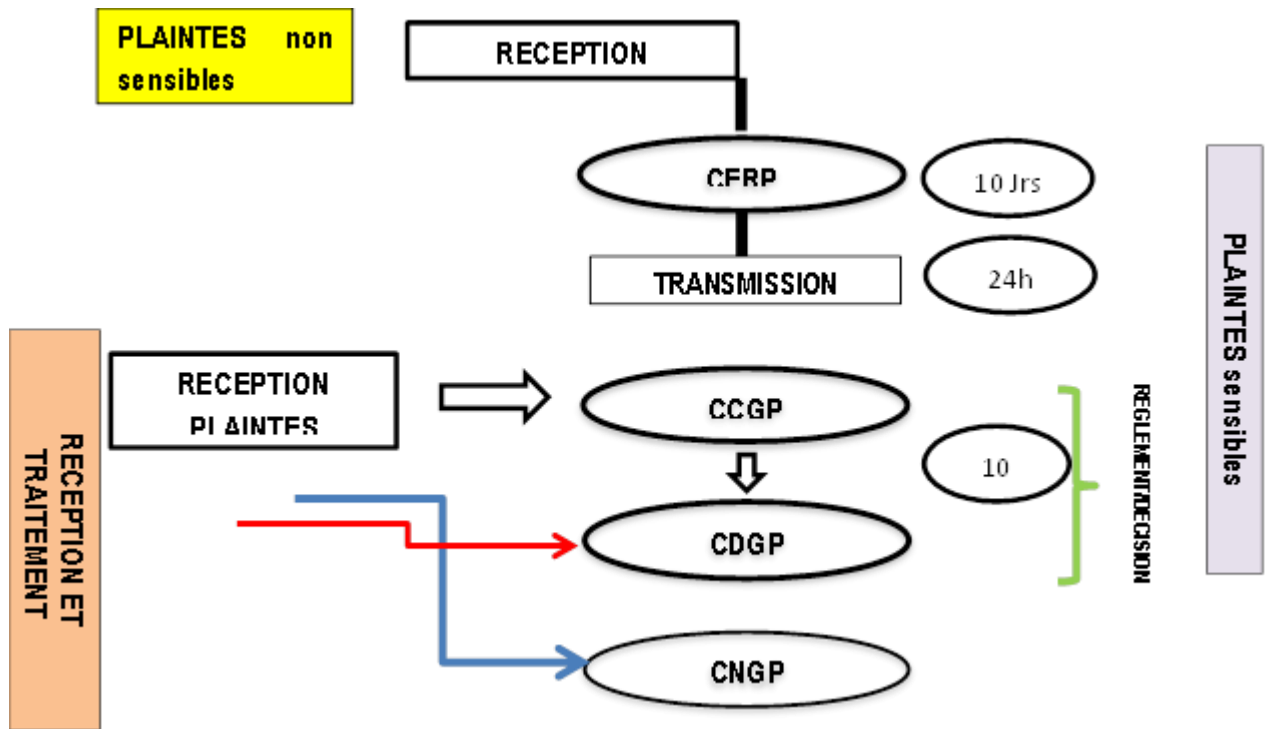 PLAINTES non
sensibles
RECEPTION
CERP
10 Jrs
TRANSMISSION
24h
PLAINTES sensibles
RECEPTION ET
TRAITEMENT
RECEPTION
PLAINTES
CCGP
10
REGLEMENT/DECISION
CDGP
CNGP